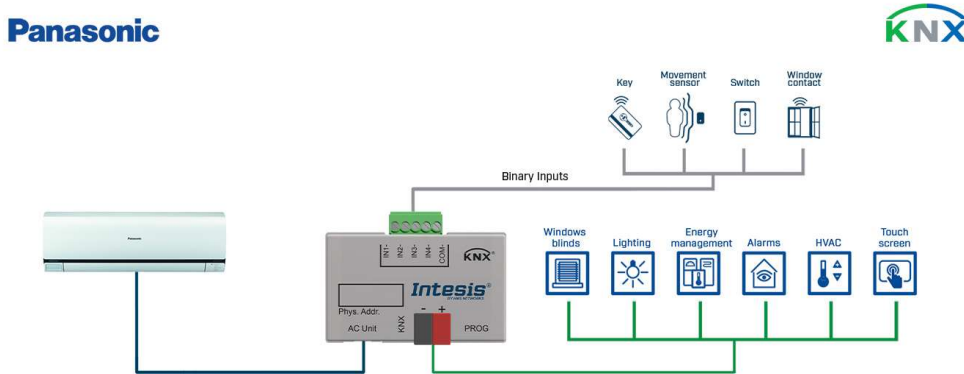 Panasonic
KNX
Key
Movement
sensor
Switch
Window
contact
Binary Inputs
Panasonic
IN1-
IN2-
IN3-
IN4-
COM-
KNX®
Intesis®
Phys. Addr.
AC Unit
KNX
- +
PROG
Windows
blinds
Lighting
Energy
management
Alarms
HVAC
Touch
screen